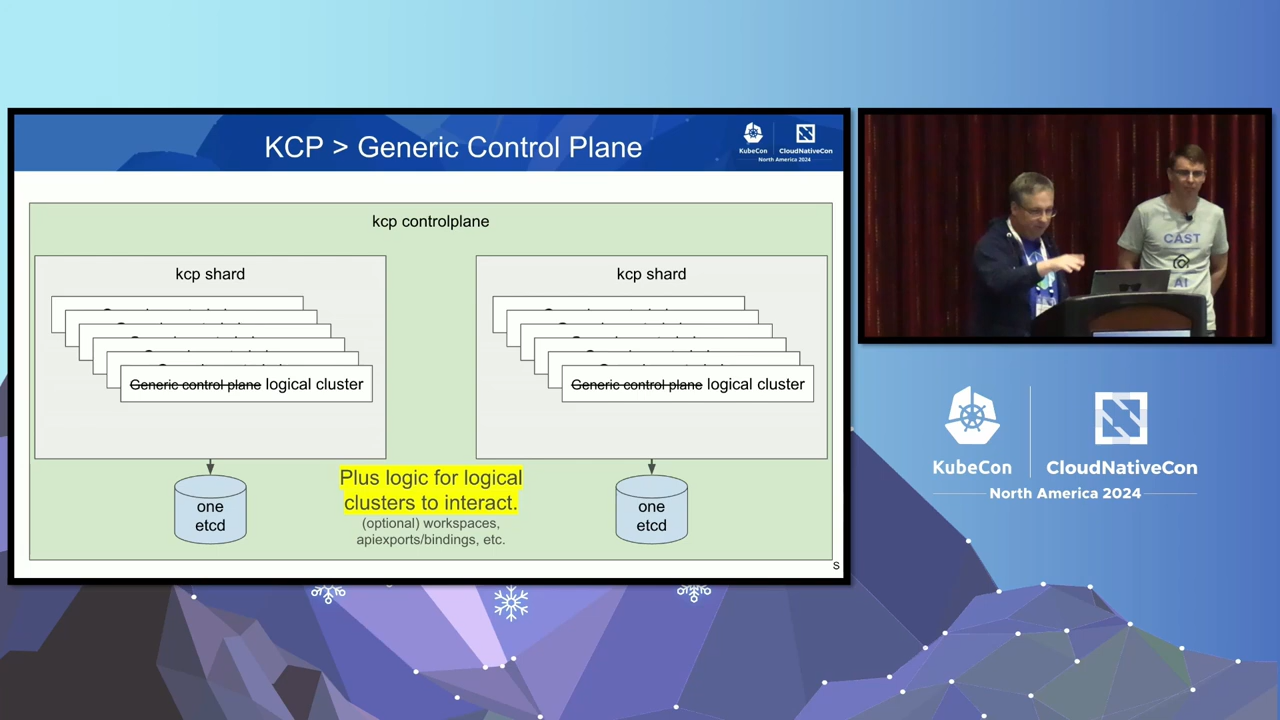 KCP > Generic Control Plane
KubeCon
CloudNativeCon
North America 2024
kcp controlplane
kcp shard
Generic control plane logical cluster
one
etcd
kcp shard
Generic control plane logical cluster
one
etcd
Plus logic for logical
clusters to interact.
(optional) workspaces,
apiexports/bindings, etc.
S
CAST
AI
KubeCon
CloudNativeCon
North America 2024